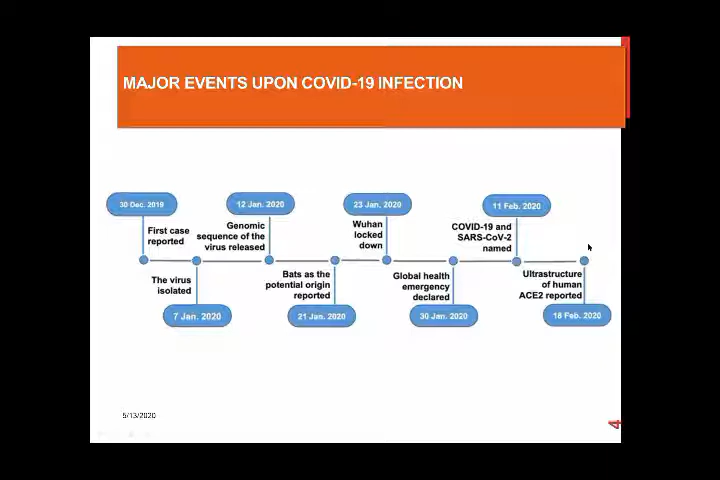 MAJOR EVENTS UPON COVID-19 INFECTION
30 Dec. 2019
First case
reported
The virus
isolated
7 Jan. 2020
12 Jan. 2020
Genomic
sequence of the
virus released
Bats as the
potential origin
reported
21 Jan. 2020
23 Jan. 2020
Wuhan
locked
down
Global health
emergency
declared
30 Jan. 2020
11 Feb. 2020
COVID-19 and
SARS-CoV-2
named
Ultrastructure
of human
ACE2 reported
18 Feb. 2020
5/13/2020
4